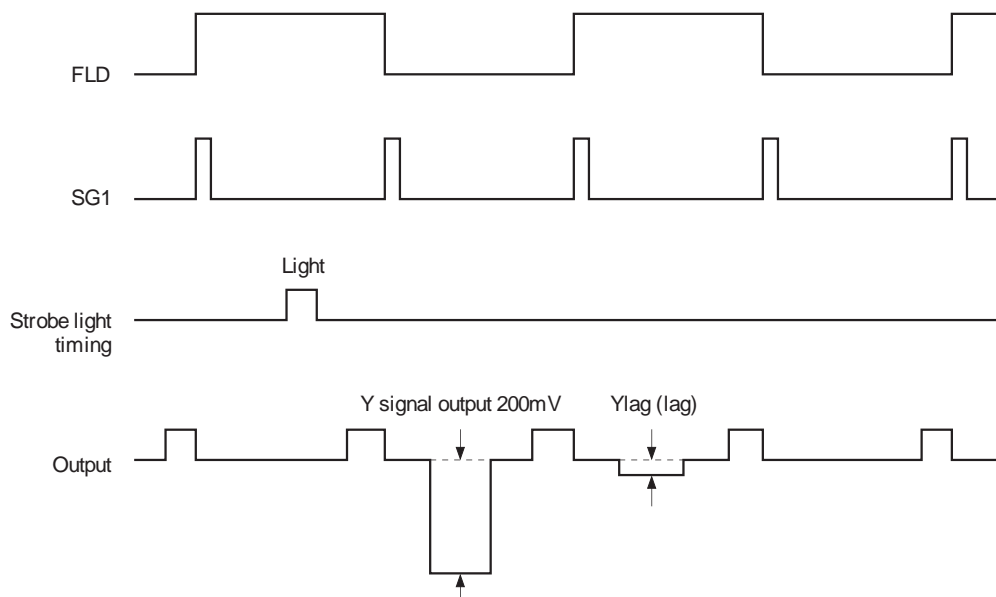 FLD
SG1
Light
Strobe light
timing
Y signal output 200mV
Ylag (lag)
Output